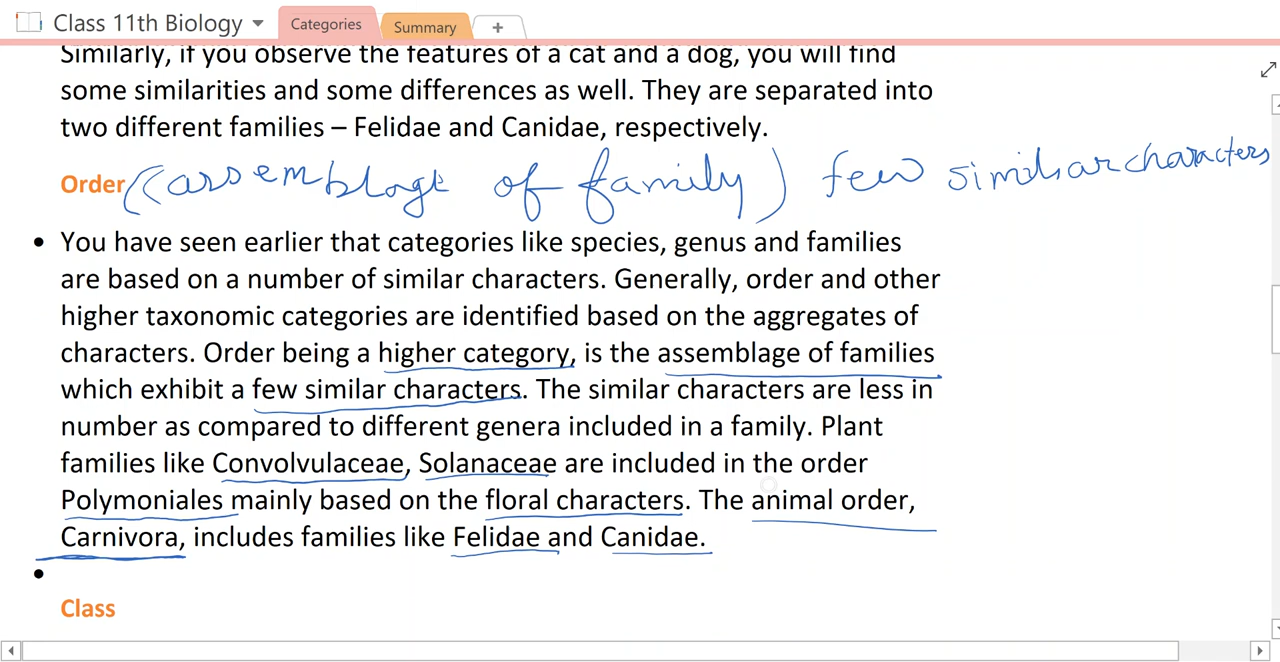 Class 11th Biology Categories Summary +
Similarly, if you observe the features of a cat and a dog, you will find
some similarities and some differences as well. They are separated into
two different families – Felidae and Canidae, respectively.
Order ((assemblage of family) few similar characters
• You have seen earlier that categories like species, genus and families
are based on a number of similar characters. Generally, order and other
higher taxonomic categories are identified based on the aggregates of
characters. Order being a higher category, is the assemblage of families
which exhibit a few similar characters. The similar characters are less in
number as compared to different genera included in a family. Plant
families like Convolvulaceae, Solanaceae are included in the order
Polymoniales mainly based on the floral characters. The animal order,
Carnivora, includes families like Felidae and Canidae.
•
Class